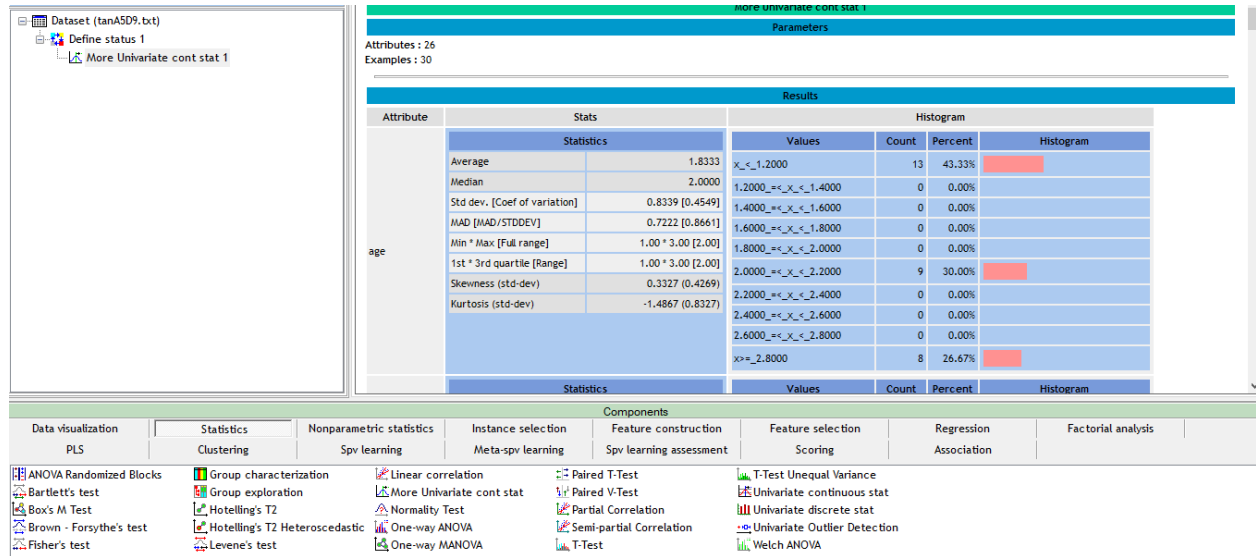 Dataset (tanA5D9.txt)
Define status 1
More Univariate cont stat 1
More Univariate cont stat 1
Parameters
Attributes : 26
Examples : 30
Results
Attribute Stats Histogram
Statistics Values Count Percent Histogram
Average 1.8333 x_<_1.2000 13 43.33%
Median 2.0000 1.2000_=<_x_<_1.4000 0 0.00%
Std dev. [Coef of variation] 0.8339 [0.4549] 1.4000_=<_x_<_1.6000 0 0.00%
MAD [MAD/STDDEV] 0.7222 [0.8661] 1.6000_=<_x_<_1.8000 0 0.00%
Min * Max [Full range] 1.00 * 3.00 [2.00] 1.8000_=<_x_<_2.0000 0 0.00%
age
1st * 3rd quartile [Range] 1.00 * 3.00 [2.00] 2.0000_=<_x_<_2.2000 9 30.00%
Skewness (std-dev) 0.3327 (0.4269) 2.2000_=<_x_<_2.4000 0 0.00%
Kurtosis (std-dev) -1.4867 (0.8327) 2.4000_=<_x_<_2.6000 0 0.00%
2.6000_=<_x_<_2.8000 0 0.00%
x>=_2.8000 8 26.67%
Statistics Values Count Percent Histogram
Components
Data visualization Statistics Nonparametric statistics Instance selection Feature construction Feature selection Regression Factorial analysis
PLS Clustering Spv learning Meta-spv learning Spv learning assessment Scoring Association
ANOVA Randomized Blocks Group characterization Linear correlation Paired T-Test T-Test Unequal Variance
Bartlett's test Group exploration More Univariate cont stat Paired V-Test Univariate continuous stat
Box's M Test Hotelling's T2 Normality Test Partial Correlation Univariate discrete stat
Brown - Forsythe's test Hotelling's T2 Heteroscedastic One-way ANOVA Semi-partial Correlation Univariate Outlier Detection
Fisher's test Levene's test One-way MANOVA T-Test Welch ANOVA